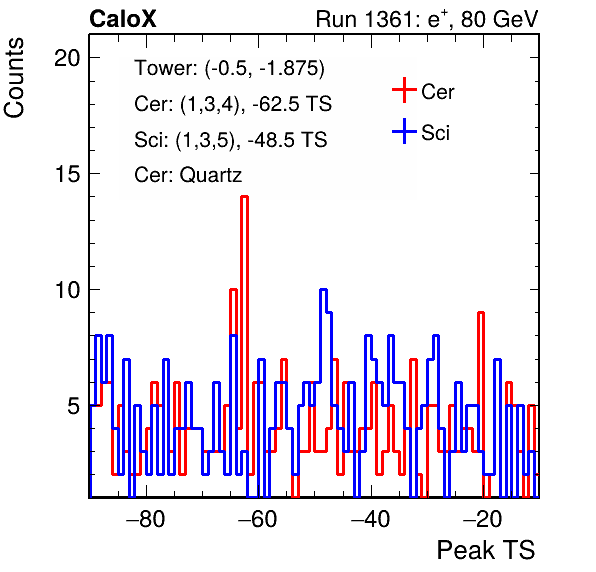 CaloX Run 1361: e⁺, 80 GeV
Counts
20
15
10
5
Tower: (-0.5, -1.875)
Cer: (1,3,4), -62.5 TS
Sci: (1,3,5), -48.5 TS
Cer: Quartz
Cer
Sci
−80 −60 −40 −20
Peak TS